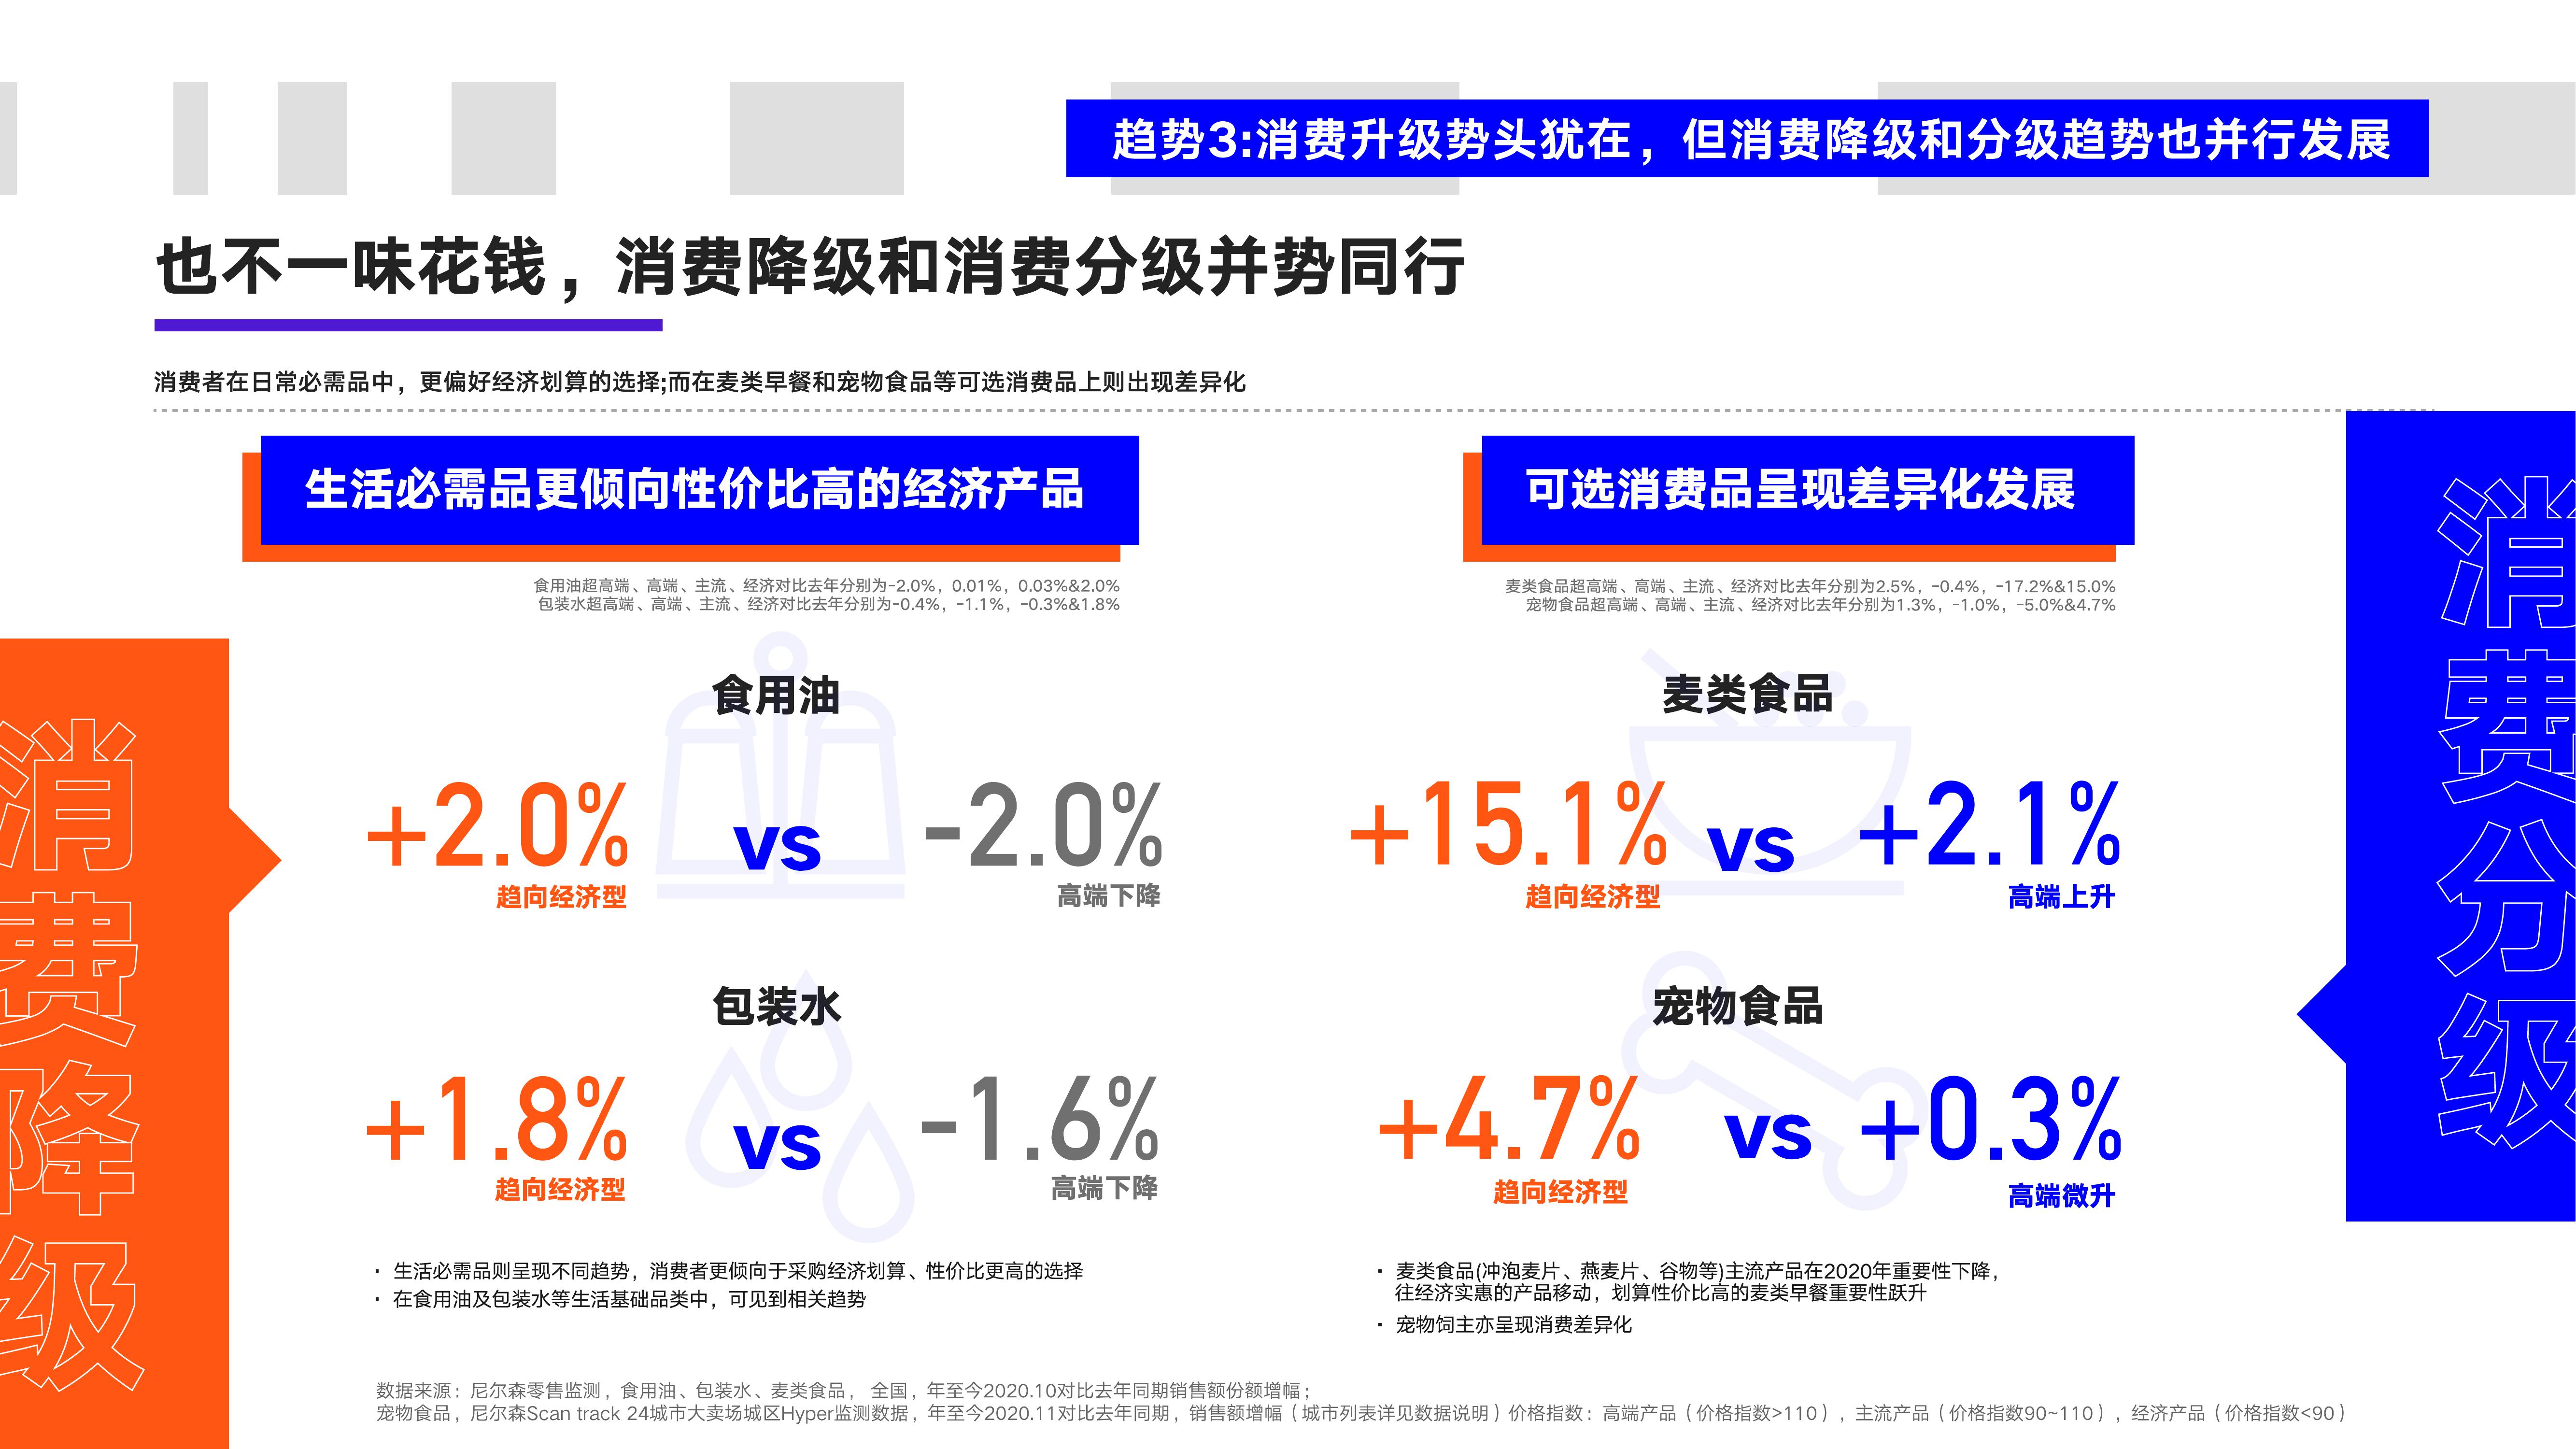 趋势3:消费升级势头犹在，但消费降级和分级趋势也并行发展
也不一味花钱，消费降级和消费分级并势同行
消费者在日常必需品中，更偏好经济划算的选择;而在麦类早餐和宠物食品等可选消费品上则出现差异化
消费降级
生活必需品更倾向性价比高的经济产品
食用油超高端、高端、主流、经济对比去年分别为-2.0%，0.01%，0.03%&2.0%
包装水超高端、高端、主流、经济对比去年分别为-0.4%，-1.1%，-0.3%&1.8%
食用油
+2.0%
趋向经济型
vs
-2.0%
高端下降
包装水
+1.8%
趋向经济型
vs
-1.6%
高端下降
· 生活必需品则呈现不同趋势，消费者更倾向于采购经济划算、性价比更高的选择
· 在食用油及包装水等生活基础品类中，可见到相关趋势
可选消费品呈现差异化发展
麦类食品超高端、高端、主流、经济对比去年分别为2.5%，-0.4%，-17.2%&15.0%
宠物食品超高端、高端、主流、经济对比去年分别为1.3%，-1.0%，-5.0%&4.7%
麦类食品
+15.1%
趋向经济型
vs
+2.1%
高端上升
宠物食品
+4.7%
趋向经济型
vs
+0.3%
高端微升
· 麦类食品(冲泡麦片、燕麦片、谷物等)主流产品在2020年重要性下降，
往经济实惠的产品移动，划算性价比高的麦类早餐重要性跃升
· 宠物饲主亦呈现消费差异化
消费分级
数据来源：尼尔森零售监测，食用油、包装水、麦类食品， 全国，年至今2020.10对比去年同期销售额份额增幅；
宠物食品，尼尔森Scan track 24城市大卖场城区Hyper监测数据，年至今2020.11对比去年同期，销售额增幅（城市列表详见数据说明）价格指数：高端产品（价格指数>110），主流产品（价格指数90~110），经济产品（价格指数<90）